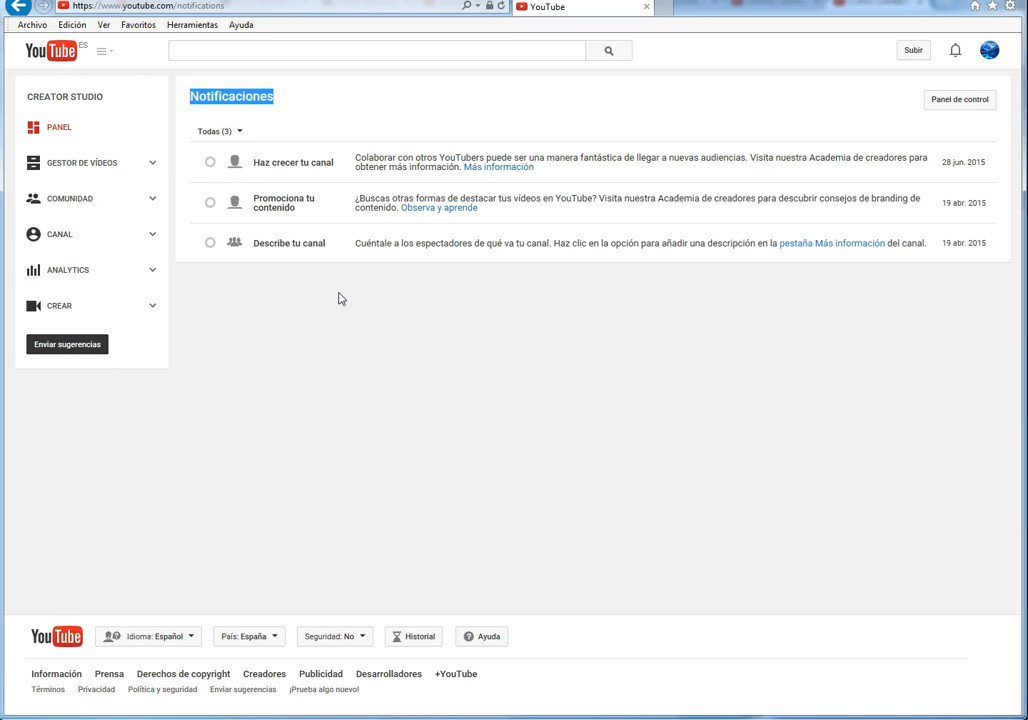 https://www.youtube.com/notifications
YouTube
Archivo Edición Ver Favoritos Herramientas Ayuda
YouTube ES
Subir
CREATOR STUDIO
PANEL
GESTOR DE VÍDEOS
COMUNIDAD
CANAL
ANALYTICS
CREAR
Enviar sugerencias
Notificaciones
Panel de control
Todas (3)
Haz crecer tu canal
Colaborar con otros YouTubers puede ser una manera fantástica de llegar a nuevas audiencias. Visita nuestra Academia de creadores para
obtener más información. Más información
28 jun. 2015
Promociona tu
contenido
¿Buscas otras formas de destacar tus vídeos en YouTube? Visita nuestra Academia de creadores para descubrir consejos de branding de
contenido. Observa y aprende
19 abr. 2015
Describe tu canal
Cuéntale a los espectadores de qué va tu canal. Haz clic en la opción para añadir una descripción en la pestaña Más información del canal.
19 abr. 2015
YouTube
Idioma: Español
País: España
Seguridad: No
Historial
Ayuda
Información Prensa Derechos de copyright Creadores Publicidad Desarrolladores +YouTube
Términos Privacidad Política y seguridad Enviar sugerencias ¡Prueba algo nuevo!